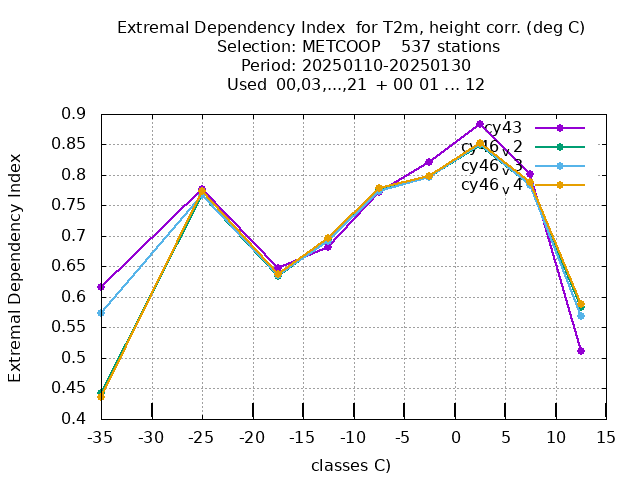 Extremal Dependency Index  for T2m, height corr. (deg C)
Selection: METCOOP    537 stations
Period: 20250110-20250130
Used  00,03,...,21  + 00 01 ... 12
Extremal Dependency Index
0.9
0.85
0.8
0.75
0.7
0.65
0.6
0.55
0.5
0.45
0.4
cy43
cy46v2
cy46v3
cy46v4
-35 -30 -25 -20 -15 -10 -5 0 5 10 15
classes C)